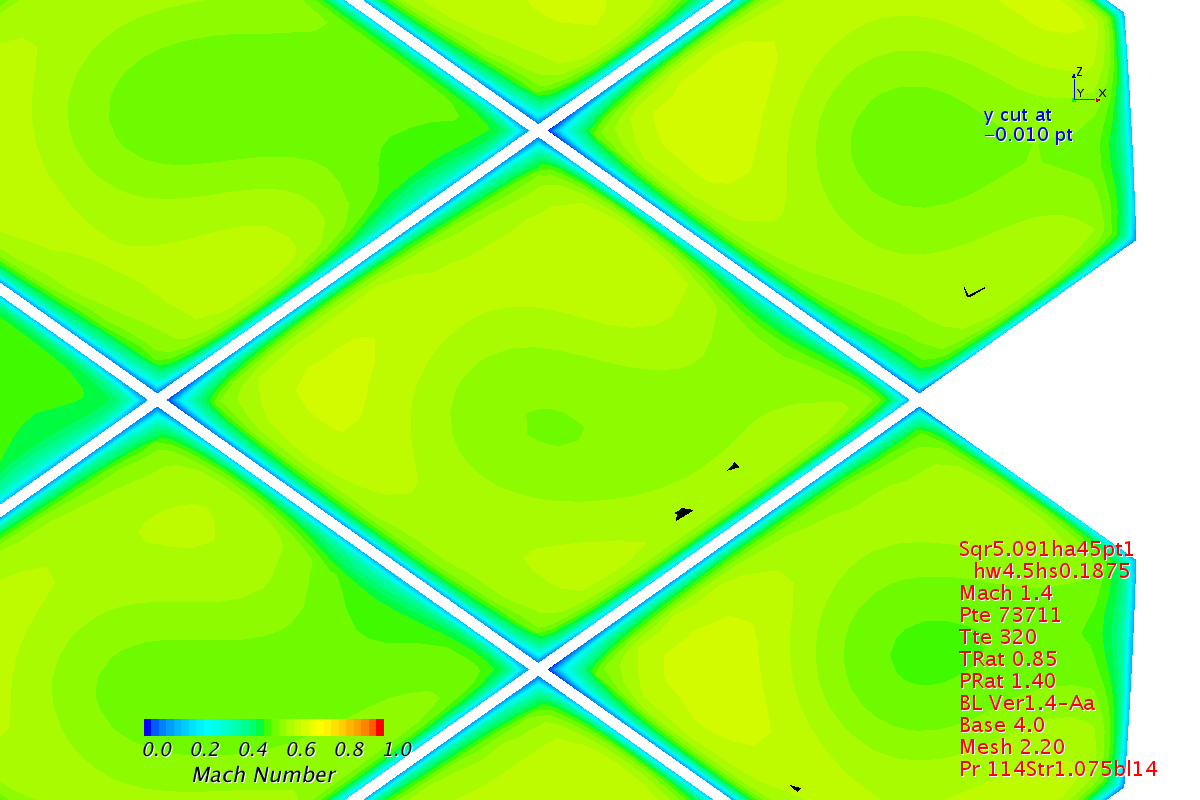 Z
Y X
y cut at
−0.010 pt
Sqr5.091ha45pt1
hw4.5hs0.1875
Mach 1.4
Pte 73711
Tte 320
TRat 0.85
PRat 1.40
BL Ver1.4−Aa
Base 4.0
Mesh 2.20
Pr 114Str1.075bl14
0.0 0.2 0.4 0.6 0.8 1.0
Mach Number